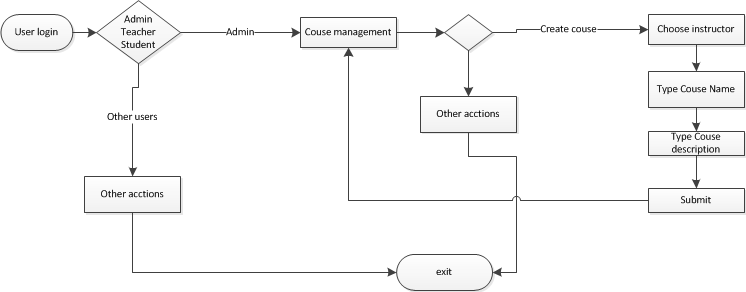 User login
Admin
Teacher
Student
Admin
Couse management
Create couse
Choose instructor
Type Couse Name
Other acctions
Other users
Type Couse
description
Other acctions
Submit
exit